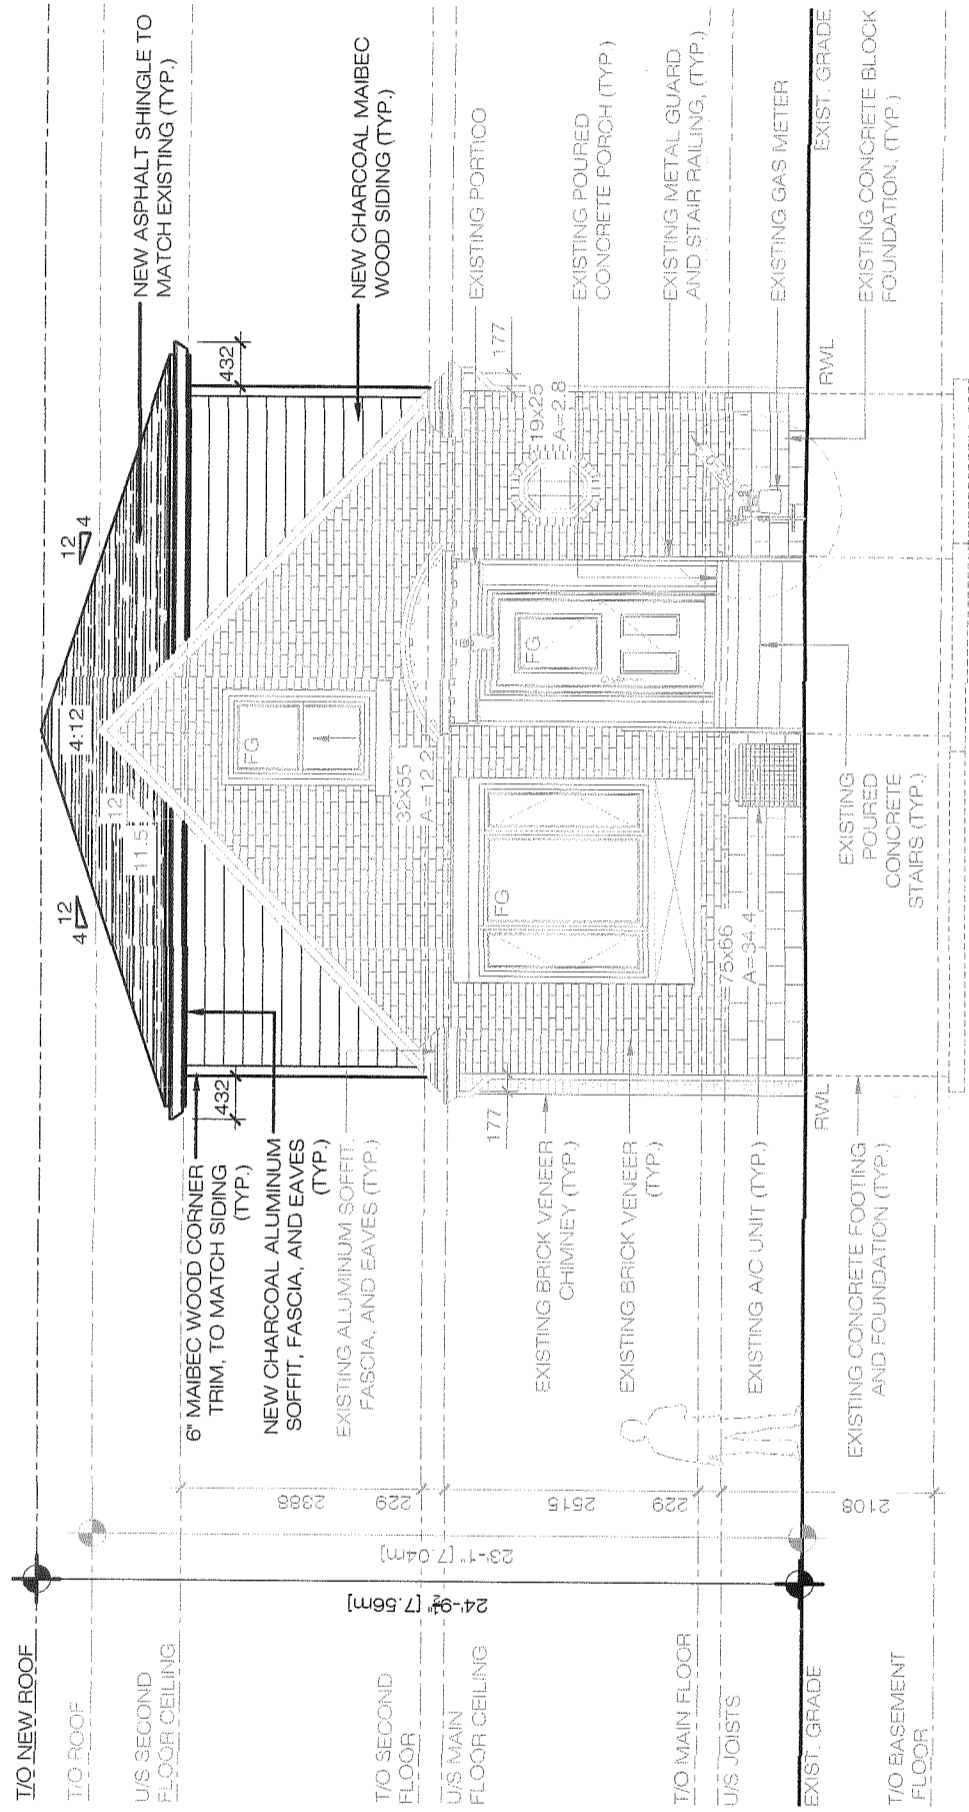 T/O NEW ROOF
T/O ROOF
U/S SECOND
FLOOR CEILING
T/O SECOND
FLOOR
U/S MAIN
FLOOR CEILING
T/O MAIN FLOOR
U/S JOISTS
EXIST. GRADE
T/O BASEMENT
FLOOR
24'-9½" [7.56m]
23'-1" [7.04m]
2388
229
2515
229
2108
6" MAIBEC WOOD CORNER
TRIM, TO MATCH SIDING
(TYP.)
NEW CHARCOAL ALUMINUM
SOFFIT, FASCIA, AND EAVES
(TYP.)
EXISTING ALUMINUM SOFFIT,
FASCIA, AND EAVES (TYP.)
EXISTING BRICK VENEER
CHIMNEY (TYP.)
EXISTING BRICK VENEER
(TYP.)
EXISTING A/C UNIT (TYP.)
EXISTING CONCRETE FOOTING
AND FOUNDATION (TYP.)
432
177
RWL
12
4
4:12
12
11.5
12
4
FG
32x55
A=12.2
FG
75x66
A=34.4
FG
19x25
A=2.8
EXISTING
POURED
CONCRETE
STAIRS (TYP.)
432
177
RWL
NEW ASPHALT SHINGLE TO
MATCH EXISTING (TYP.)
NEW CHARCOAL MAIBEC
WOOD SIDING (TYP.)
EXISTING PORTICO
EXISTING POURED
CONCRETE PORCH (TYP.)
EXISTING METAL GUARD
AND STAIR RAILING, (TYP.)
EXISTING GAS METER
EXIST. GRADE
EXISTING CONCRETE BLOCK
FOUNDATION, (TYP.)